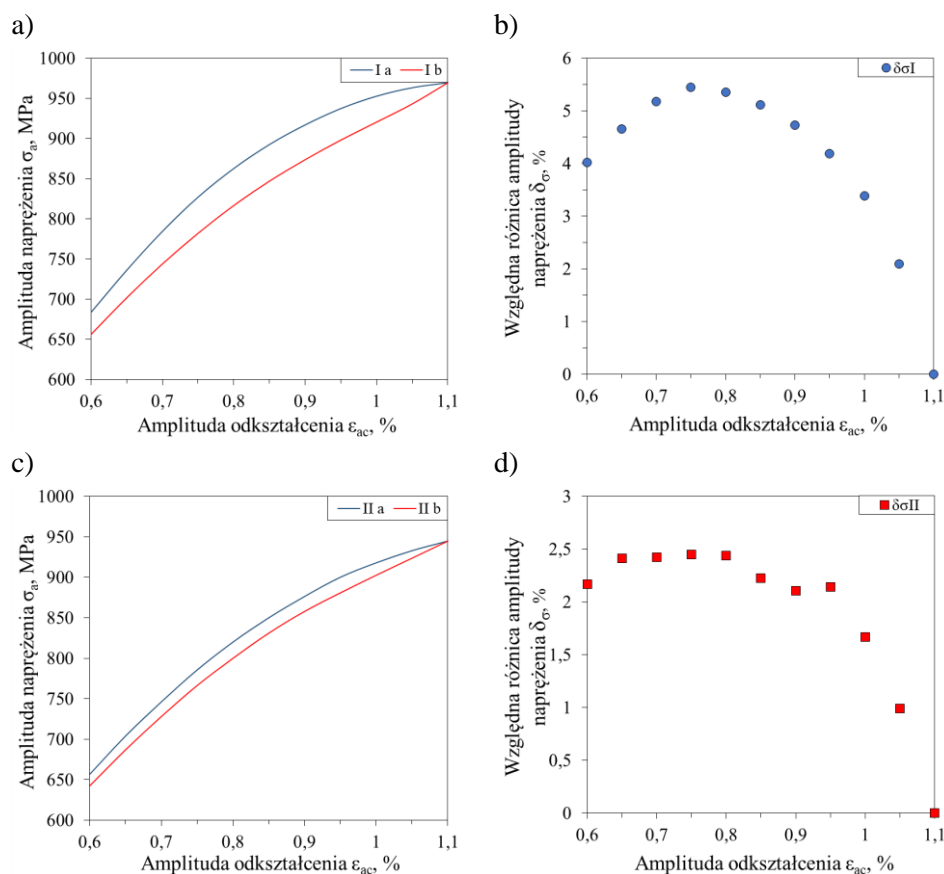 a)
Amplituda naprężenia σₐ, MPa
1000
950
900
850
800
750
700
650
600
I a I b
0,6 0,7 0,8 0,9 1 1,1
Amplituda odkształcenia εₐc, %
b)
Względna różnica amplitudy
naprężenia δσ, %
6
5
4
3
2
1
0
δσI
0,6 0,7 0,8 0,9 1 1,1
Amplituda odkształcenia εₐc, %
c)
Amplituda naprężenia σₐ, MPa
1000
950
900
850
800
750
700
650
600
II a II b
0,6 0,7 0,8 0,9 1 1,1
Amplituda odkształcenia εₐc, %
d)
Względna różnica amplitudy
naprężenia δσ, %
3
2,5
2
1,5
1
0,5
0
δσII
0,6 0,7 0,8 0,9 1 1,1
Amplituda odkształcenia εₐc, %